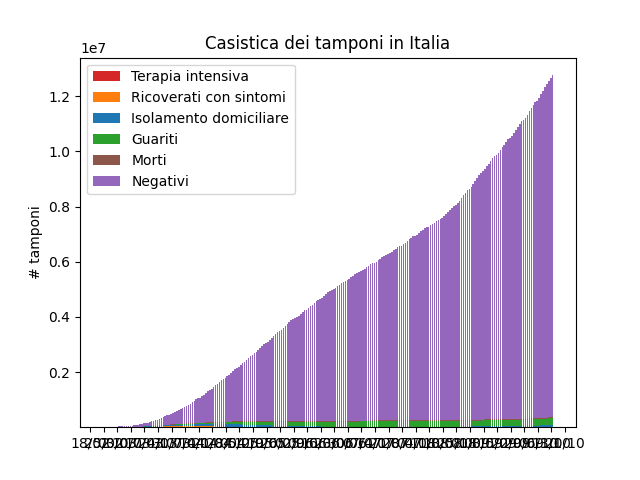 Casistica dei tamponi in Italia
1e7
Terapia intensiva
Ricoverati con sintomi
Isolamento domiciliare
Guariti
Morti
Negativi
# tamponi
1.2
1.0
0.8
0.6
0.4
0.2